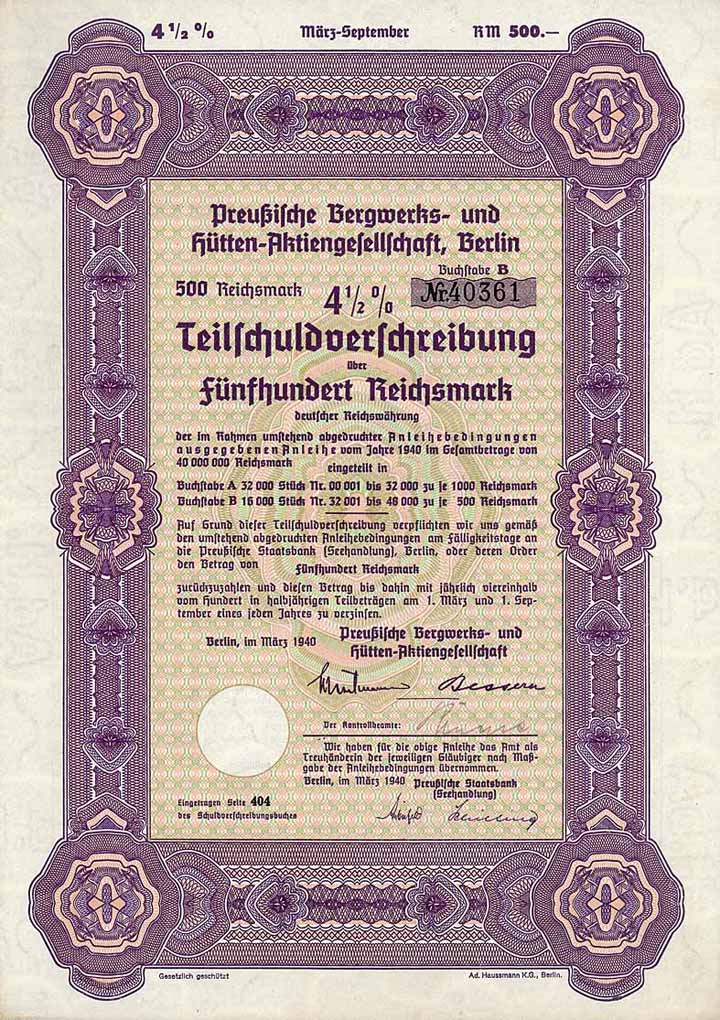 4 ½ % März-September RM 500.—
Preußische Bergwerks- und
Hütten-Aktiengesellschaft, Berlin
Buchstabe B
500 Reichsmark 4 ½ % Nr. 40361
Teilschuldverschreibung
über
Fünfhundert Reichsmark
deutscher Reichswährung
der im Rahmen umstehend abgedruckter Anleihebedingungen
ausgegebenen Anleihe vom Jahre 1940 im Gesamtbetrage von
40 000 000 Reichsmark eingeteilt in
Buchstabe A 32 000 Stück Nr. 00 001 bis 32 000 zu je 1000 Reichsmark
Buchstabe B 16 000 Stück Nr. 32 001 bis 48 000 zu je 500 Reichsmark
Auf Grund dieser Teilschuldverschreibung verpflichten wir uns gemäß
den umstehend abgedruckten Anleihebedingungen am Fälligkeitstage an
die Preußische Staatsbank (Seehandlung), Berlin, oder deren Order
den Betrag von
Fünfhundert Reichsmark
zurückzuzahlen und diesen Betrag bis dahin mit jährlich viereinhalb
vom Hundert in halbjährigen Teilbeträgen am 1. März und 1. Sep-
tember eines jeden Jahres zu verzinsen.
Berlin, im März 1940 Preußische Bergwerks- und
Hütten-Aktiengesellschaft
Der Kontrollbeamte:
Wir haben für die obige Anleihe das Amt als
Treuhänderin der jeweiligen Gläubiger nach Maß-
gabe der Anleihebedingungen übernommen.
Berlin, im März 1940 Preußische Staatsbank
(Seehandlung)
Eingetragen Seite 404
des Schuldverschreibungsbuches
Gesetzlich geschützt Ad. Haussmann K.G., Berlin.